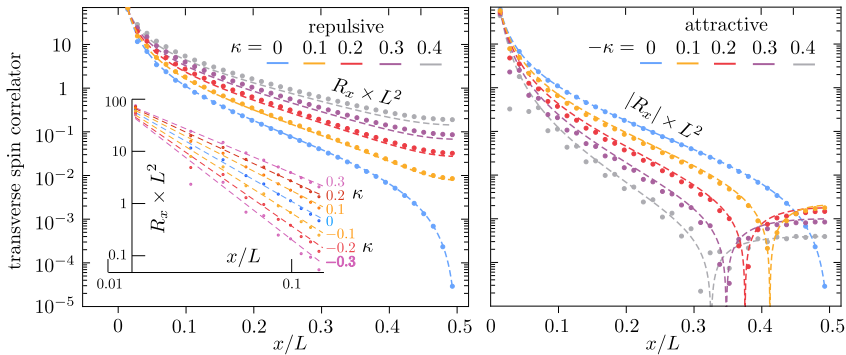 repulsive
κ = 0 0.1 0.2 0.3 0.4
R_x × L^2
transverse spin correlator
10
1
10^−1
10^−2
10^−3
10^−4
10^−5
0 0.1 0.2 0.3 0.4 0.5
x/L
100
10
1
0.1
R_x × L^2
0.01 0.1
x/L
0.3
0.2 κ
0.1
0
−0.1
−0.2 κ
−0.3
attractive
−κ = 0 0.1 0.2 0.3 0.4
|R_x| × L^2
0 0.1 0.2 0.3 0.4 0.5
x/L